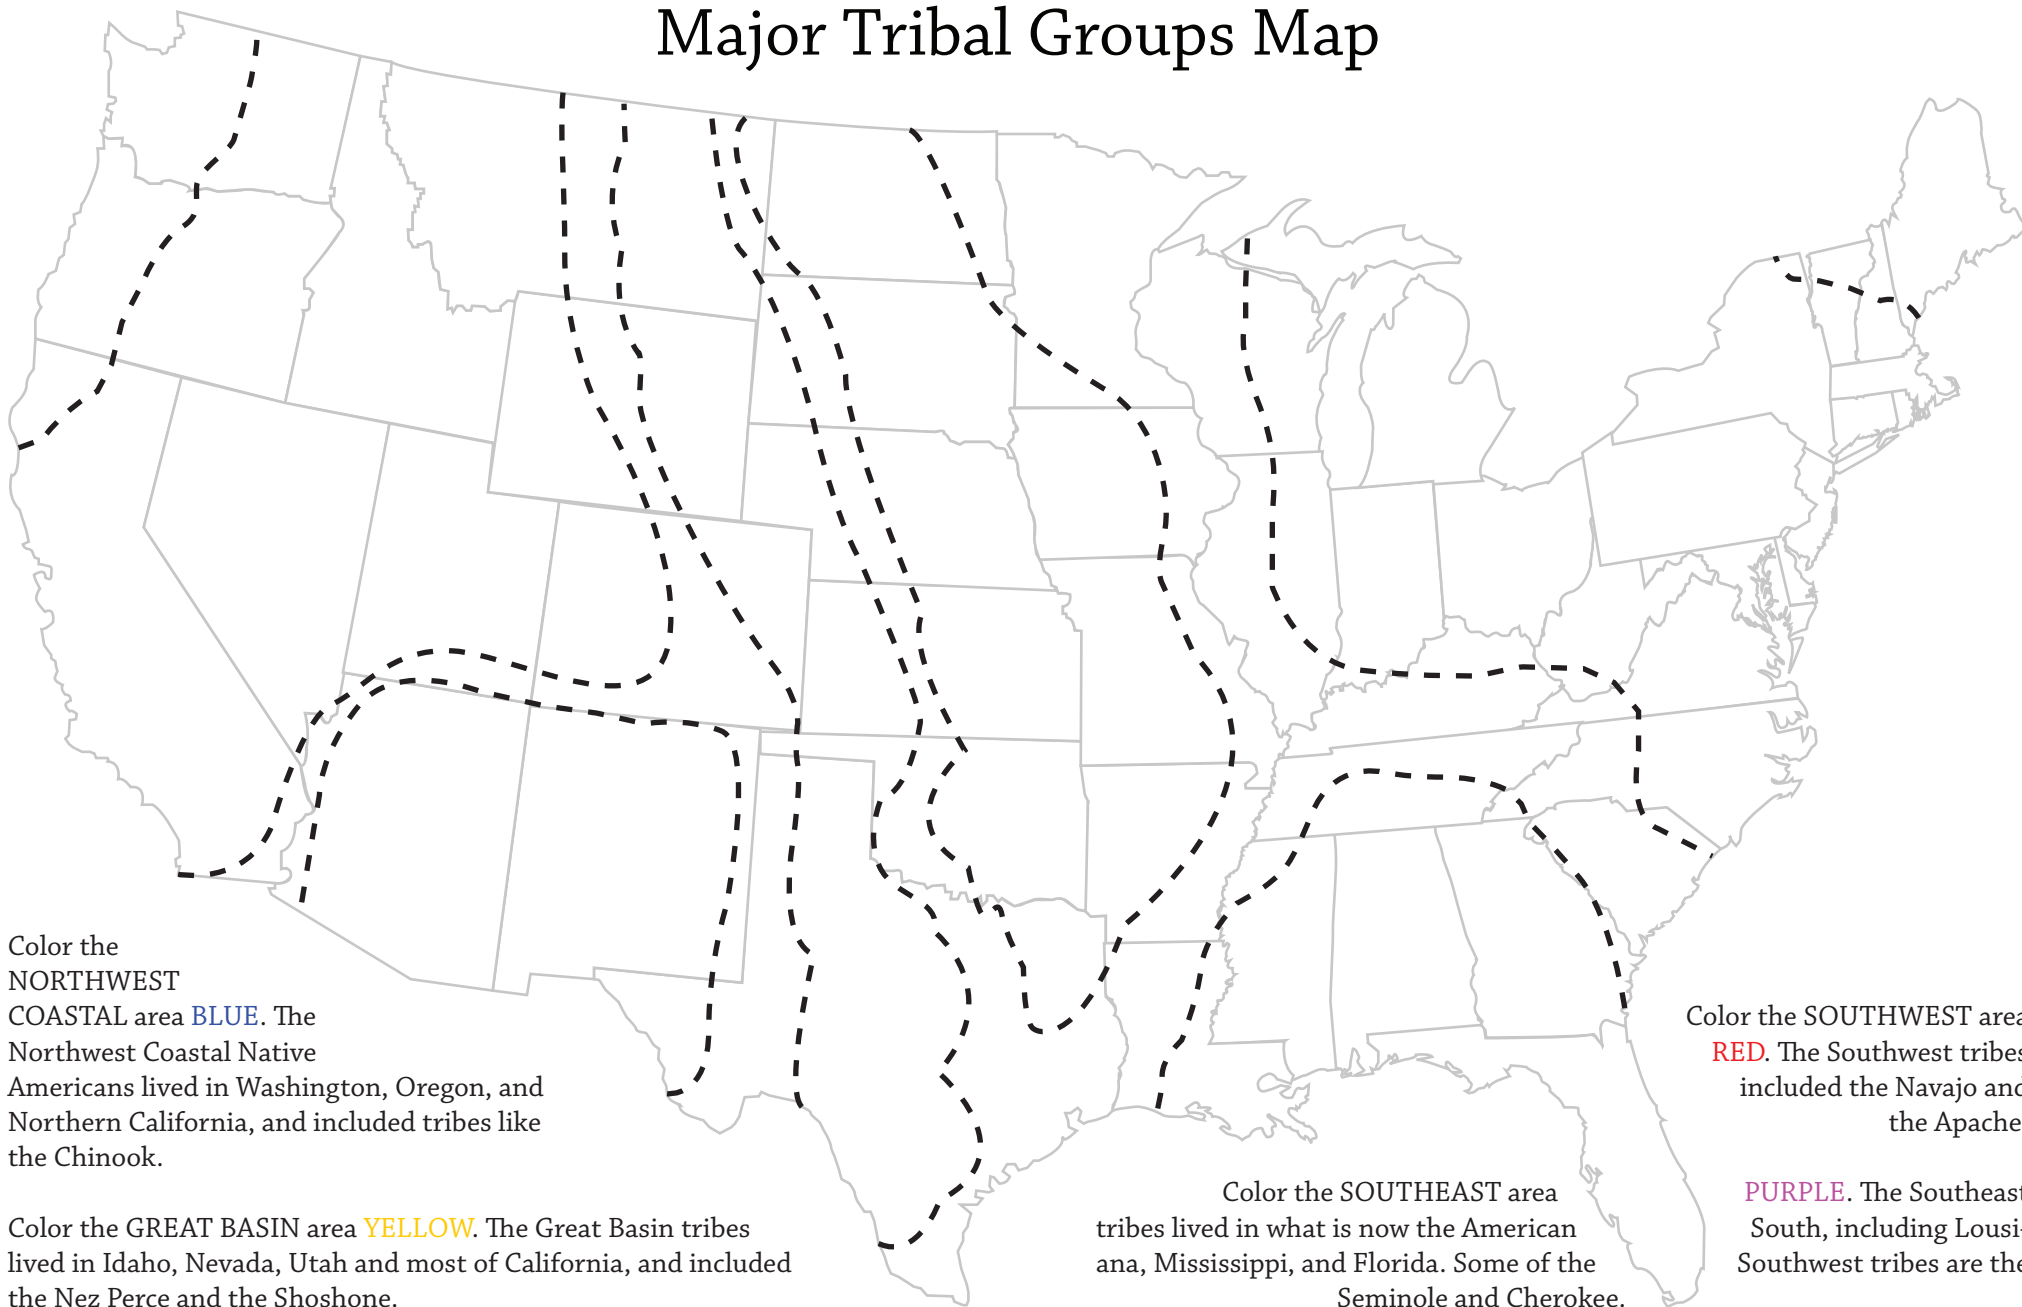 Major Tribal Groups Map
Color the
NORTHWEST
COASTAL area BLUE. The
Northwest Coastal Native
Americans lived in Washington, Oregon, and
Northern California, and included tribes like
the Chinook.
Color the GREAT BASIN area YELLOW. The Great Basin tribes
lived in Idaho, Nevada, Utah and most of California, and included
the Nez Perce and the Shoshone.
Color the SOUTHWEST area
RED. The Southwest tribes
included the Navajo and
the Apache
Color the SOUTHEAST area PURPLE. The Southeast
tribes lived in what is now the American South, including Lousi-
ana, Mississippi, and Florida. Some of the Southwest tribes are the
Seminole and Cherokee.